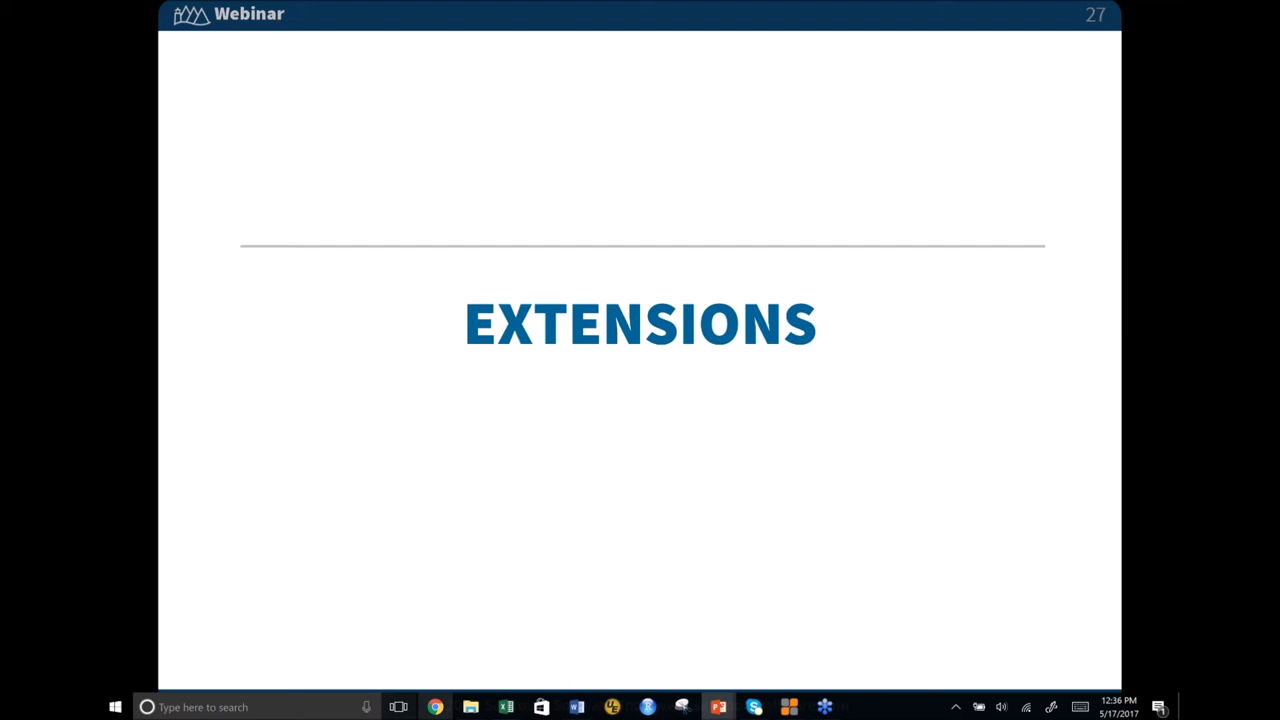 Webinar
27
EXTENSIONS
Type here to search
12:36 PM
5/17/2017